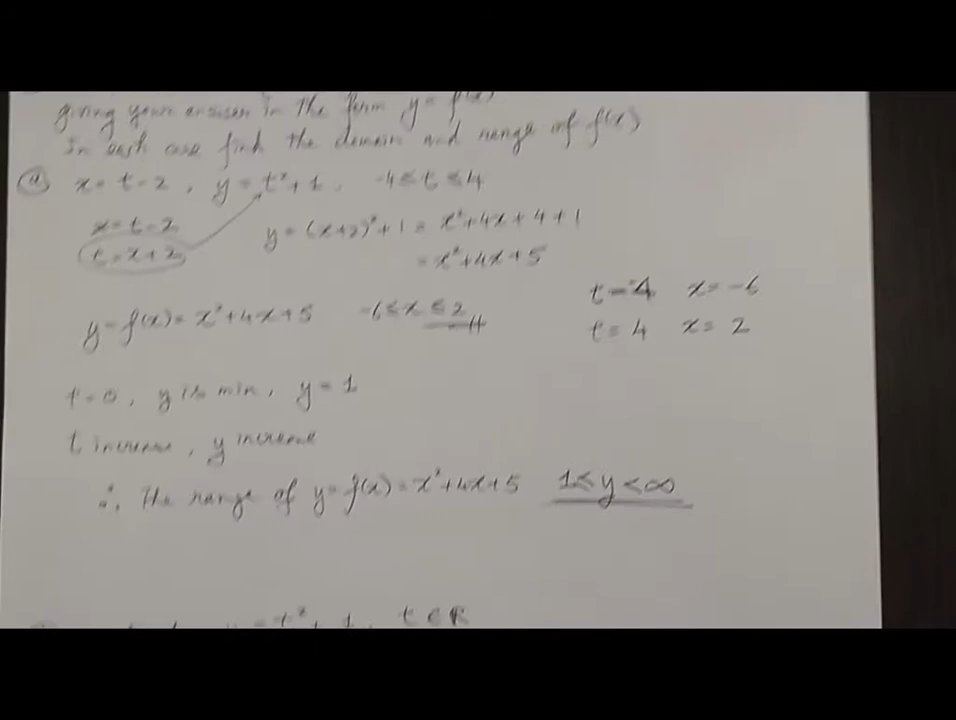 giving your answer in the form y = f(x)
In each case find the domain and range of f(x)
(a) x = t - 2, y = t² + 1, -4 ≤ t ≤ 4
x = t - 2
t = x + 2
y = (x+2)² + 1 = x² + 4x + 4 + 1
= x² + 4x + 5
t = -4 x = -6
t = 4 x = 2
y = f(x) = x² + 4x + 5 -6 ≤ x ≤ 2
t = 0, y is min, y = 1
t increase, y increase
∴ The range of y = f(x) = x² + 4x + 5 1 ≤ y < ∞
= t² + 1, t ∈ R